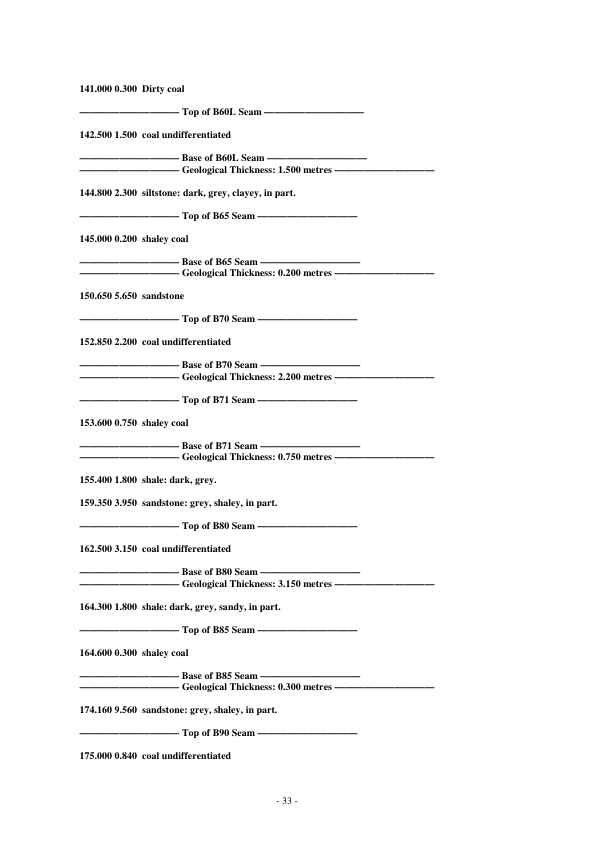 141.000 0.300 Dirty coal
—————————— Top of B60L Seam ——————————
142.500 1.500 coal undifferentiated
—————————— Base of B60L Seam ——————————
—————————— Geological Thickness: 1.500 metres ——————————
144.800 2.300 siltstone: dark, grey, clayey, in part.
—————————— Top of B65 Seam ——————————
145.000 0.200 shaley coal
—————————— Base of B65 Seam ——————————
—————————— Geological Thickness: 0.200 metres ——————————
150.650 5.650 sandstone
—————————— Top of B70 Seam ——————————
152.850 2.200 coal undifferentiated
—————————— Base of B70 Seam ——————————
—————————— Geological Thickness: 2.200 metres ——————————
—————————— Top of B71 Seam ——————————
153.600 0.750 shaley coal
—————————— Base of B71 Seam ——————————
—————————— Geological Thickness: 0.750 metres ——————————
155.400 1.800 shale: dark, grey.
159.350 3.950 sandstone: grey, shaley, in part.
—————————— Top of B80 Seam ——————————
162.500 3.150 coal undifferentiated
—————————— Base of B80 Seam ——————————
—————————— Geological Thickness: 3.150 metres ——————————
164.300 1.800 shale: dark, grey, sandy, in part.
—————————— Top of B85 Seam ——————————
164.600 0.300 shaley coal
—————————— Base of B85 Seam ——————————
—————————— Geological Thickness: 0.300 metres ——————————
174.160 9.560 sandstone: grey, shaley, in part.
—————————— Top of B90 Seam ——————————
175.000 0.840 coal undifferentiated
- 33 -